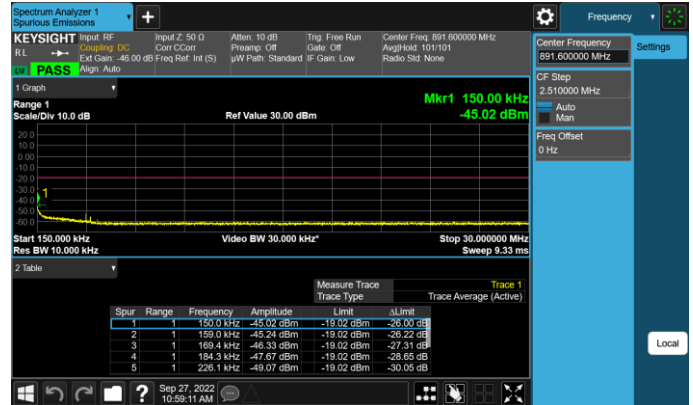 Spectrum Analyzer 1
Spurious Emissions
+
Frequency
KEYSIGHT Input: RF Input Z: 50 Ω Atten: 10 dB Trig: Free Run Center Freq: 891.600000 MHz
RL Coupling: DC Corr CCorr Preamp: Off Gate: Off Avg|Hold: 101/101
Ext Gain: -46.00 dB Freq Ref: Int (S) µW Path: Standard IF Gain: Low Radio Std: None
LXI PASS Align: Auto
Center Frequency
891.600000 MHz
Settings
CF Step
2.510000 MHz
Auto
Man
Freq Offset
0 Hz
1 Graph
Range 1
Mkr1 150.00 kHz
Scale/Div 10.0 dB Ref Value 30.00 dBm -45.02 dBm
20.0
10.0
0.00
-10.0
-20.0
-30.0
1
-40.0
-50.0
-60.0
Start 150.000 kHz Video BW 30.000 kHz* Stop 30.000000 MHz
Res BW 10.000 kHz Sweep 9.33 ms
2 Table
Measure Trace Trace 1
Trace Type Trace Average (Active)
Spur Range Frequency Amplitude Limit ΔLimit
1 1 150.0 kHz -45.02 dBm -19.02 dBm -26.00 dB
2 1 159.0 kHz -45.24 dBm -19.02 dBm -26.22 dB
3 1 169.4 kHz -46.33 dBm -19.02 dBm -27.31 dB
4 1 184.3 kHz -47.67 dBm -19.02 dBm -28.65 dB
5 1 226.1 kHz -49.07 dBm -19.02 dBm -30.05 dB
Local
? Sep 27, 2022
10:59:11 AM